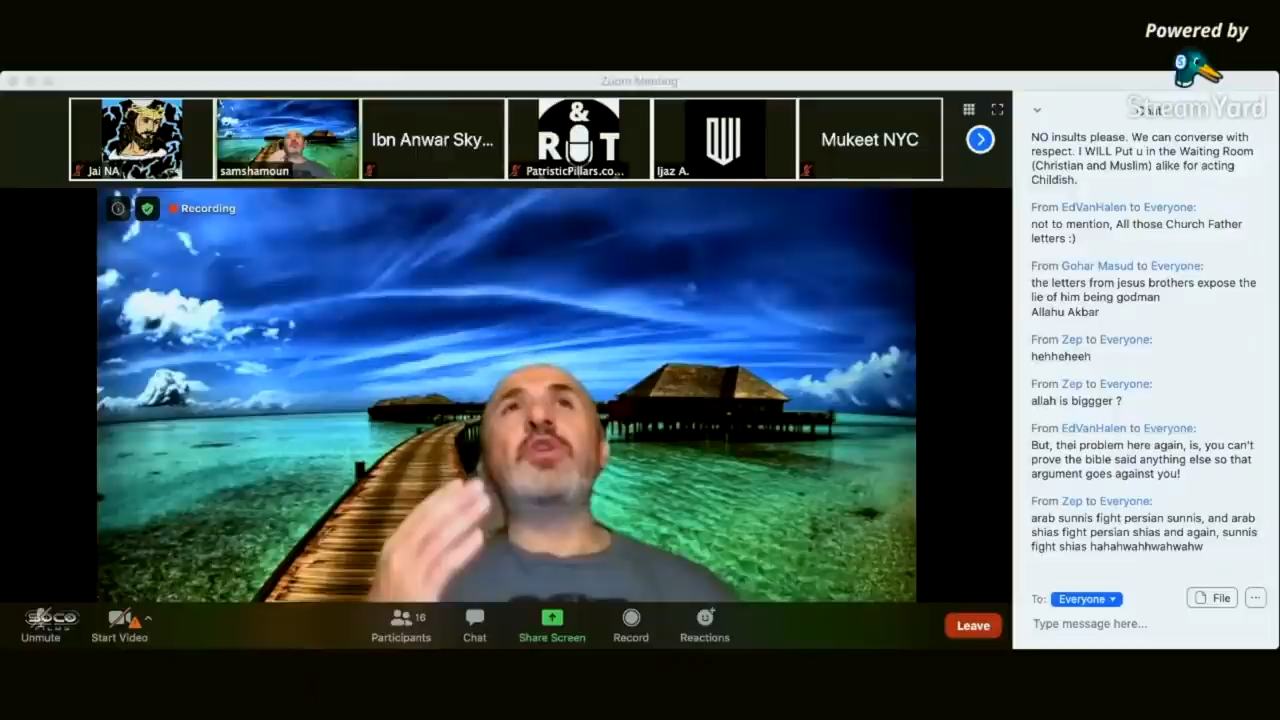 Powered by
StreamYard
Zoom Meeting
Jai NA
samshamoun
Ibn Anwar Sky...
& R T
PatristicPillars.co...
Ijaz A.
Mukeet NYC
Recording
NO insults please. We can converse with
respect. I WILL Put u in the Waiting Room
(Christian and Muslim) alike for acting
Childish.
From EdVanHalen to Everyone:
not to mention, All those Church Father
letters :)
From Gohar Masud to Everyone:
the letters from jesus brothers expose the
lie of him being godman
Allahu Akbar
From Zep to Everyone:
hehheheeh
From Zep to Everyone:
allah is biggger ?
From EdVanHalen to Everyone:
But, thei problem here again, is, you can't
prove the bible said anything else so that
argument goes against you!
From Zep to Everyone:
arab sunnis fight persian sunnis, and arab
shias fight persian shias and again, sunnis
fight shias hahahwahhwahwahw
To: Everyone
File
Type message here...
SOCO
FILMS
Unmute
Start Video
16
Participants
Chat
Share Screen
Record
Reactions
Leave